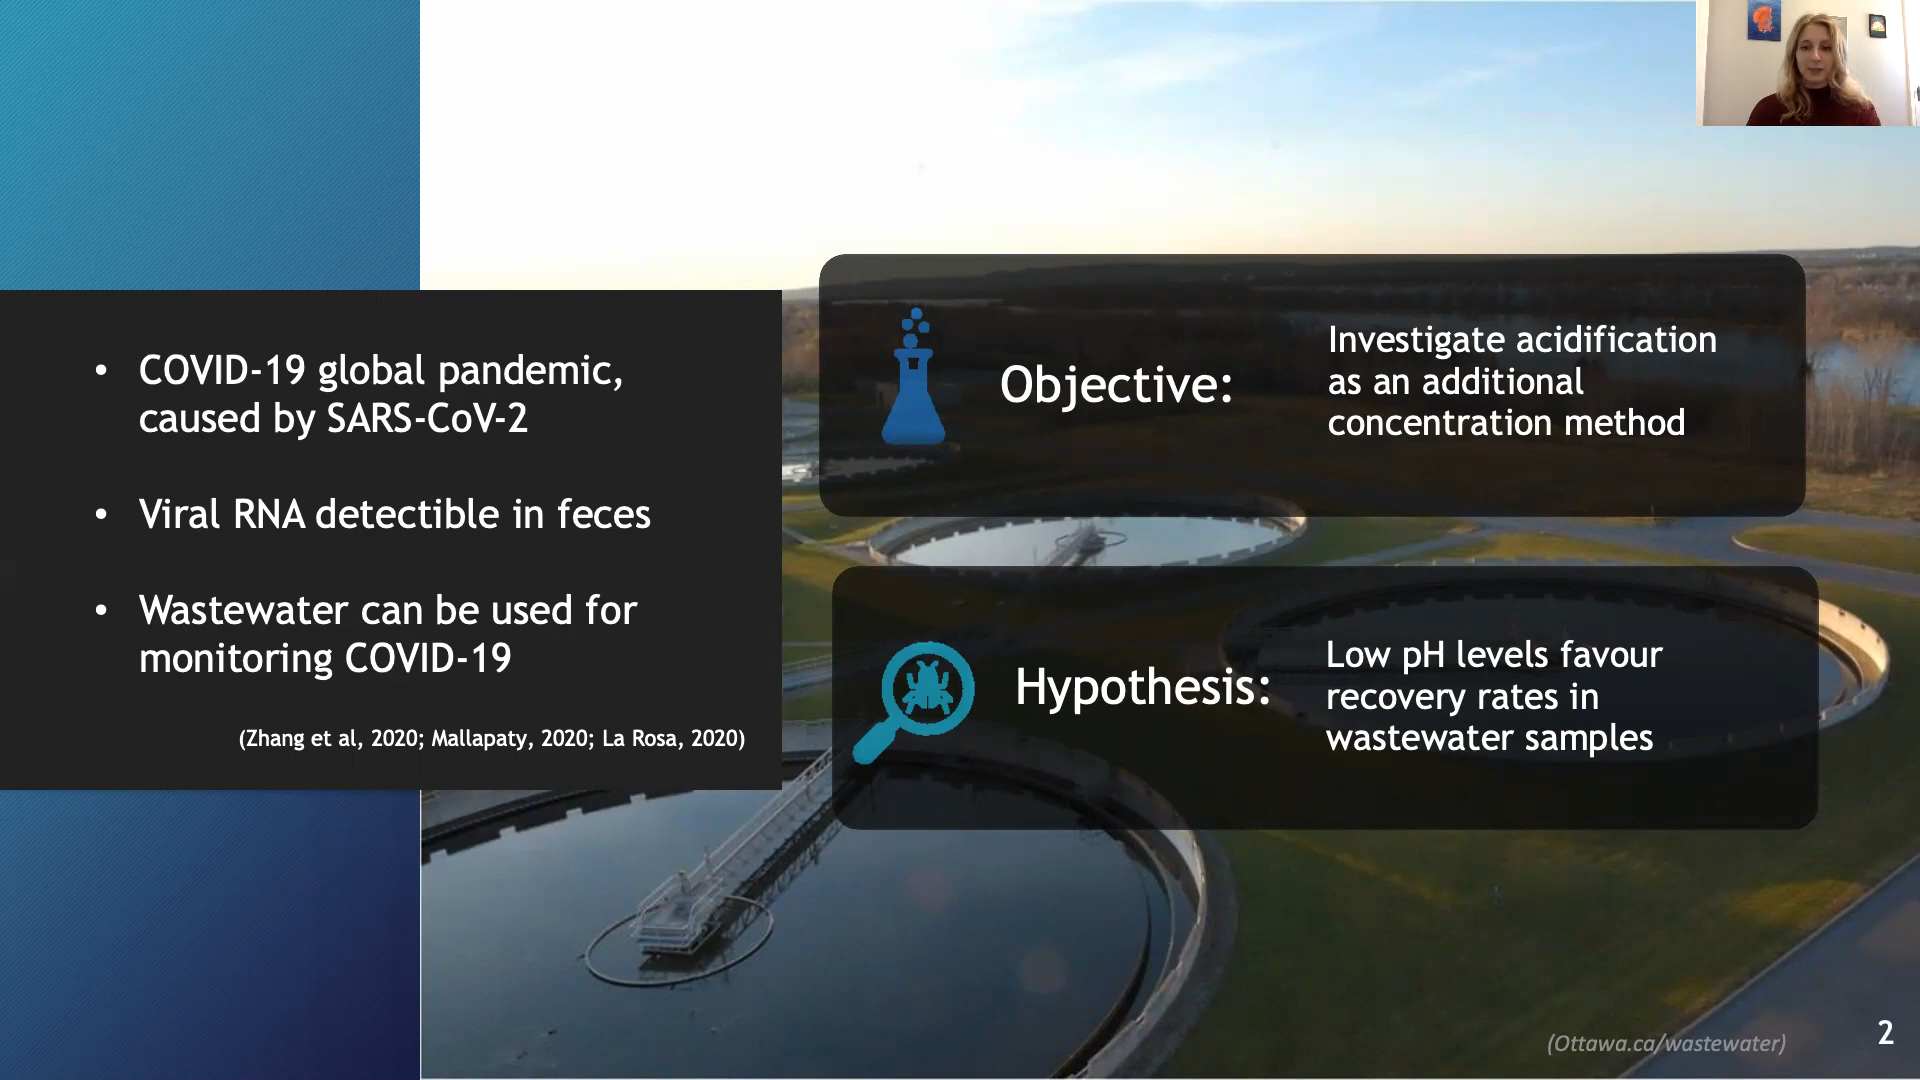 • COVID-19 global pandemic,
caused by SARS-CoV-2
• Viral RNA detectible in feces
• Wastewater can be used for
monitoring COVID-19
(Zhang et al, 2020; Mallapaty, 2020; La Rosa, 2020)
Objective:
Investigate acidification
as an additional
concentration method
Hypothesis:
Low pH levels favour
recovery rates in
wastewater samples
(Ottawa.ca/wastewater)
2